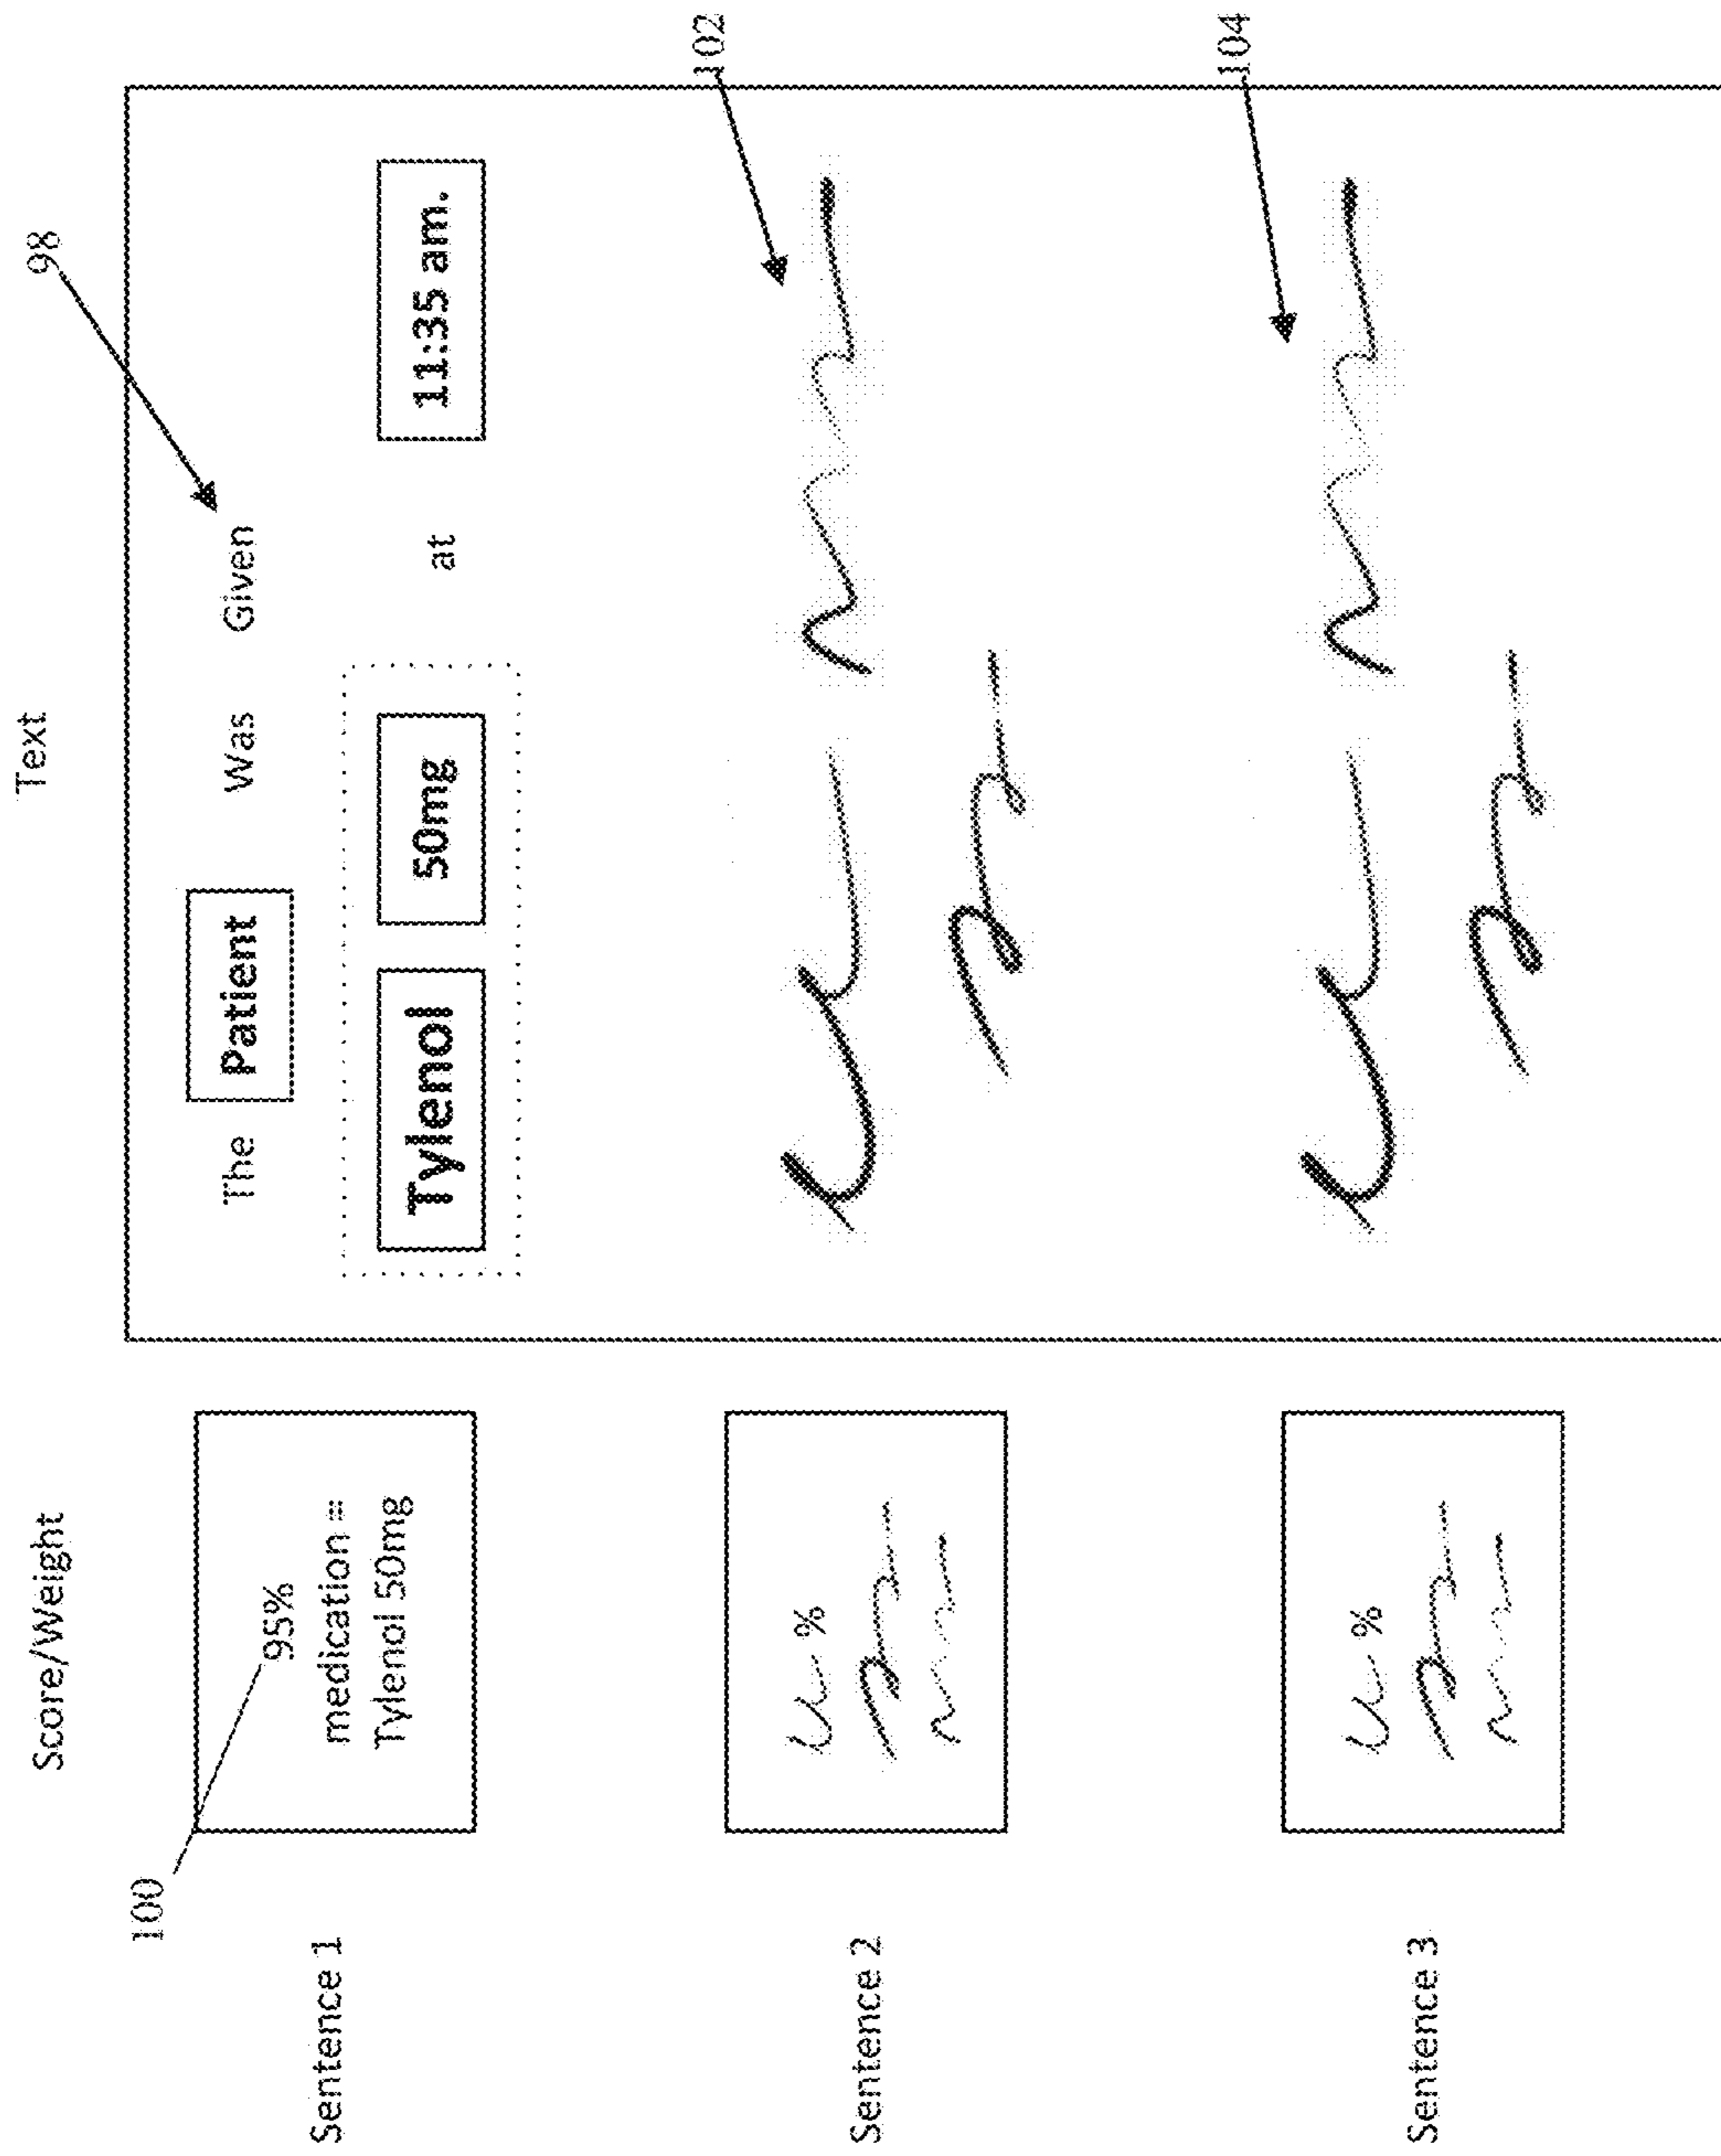 Score/Weight Text
98
100
Sentence 1
95%
medication =
Tylenol 50mg
The Patient Was Given
Tylenol 50mg at 11:35 am.
102
Sentence 2
%
104
Sentence 3
%